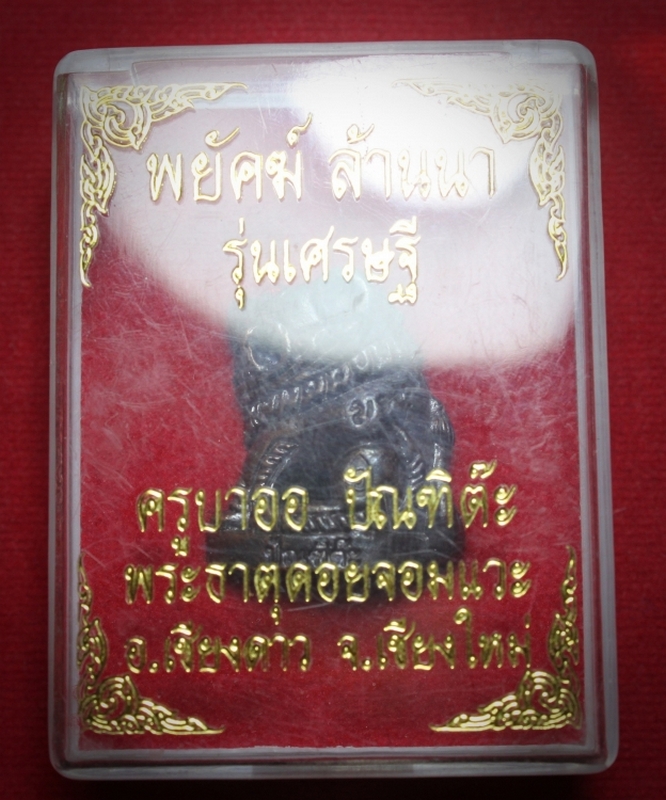 พยัคฆ์ ล้านนา
รุ่นเศรษฐี
ครูบาออ ปัณฑิต๊ะ
พระธาตุดอยจอมแวะ
อ.เชียงดาว จ.เชียงใหม่